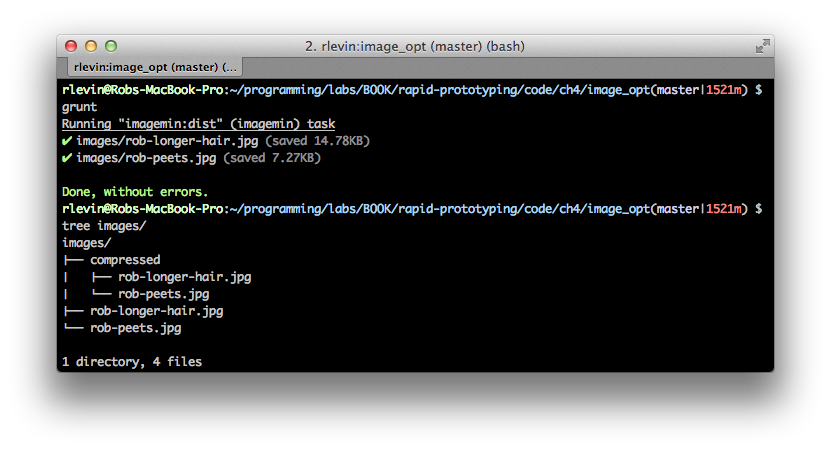 2. rlevin:image_opt (master) (bash)
rlevin:image_opt (master) (...
rlevin@Robs-MacBook-Pro:~/programming/labs/BOOK/rapid-prototyping/code/ch4/image_opt(master|1521m) $
grunt
Running "imagemin:dist" (imagemin) task
✔ images/rob-longer-hair.jpg (saved 14.78KB)
✔ images/rob-peets.jpg (saved 7.27KB)
Done, without errors.
rlevin@Robs-MacBook-Pro:~/programming/labs/BOOK/rapid-prototyping/code/ch4/image_opt(master|1521m) $
tree images/
images/
├── compressed
│   ├── rob-longer-hair.jpg
│   └── rob-peets.jpg
├── rob-longer-hair.jpg
└── rob-peets.jpg
1 directory, 4 files